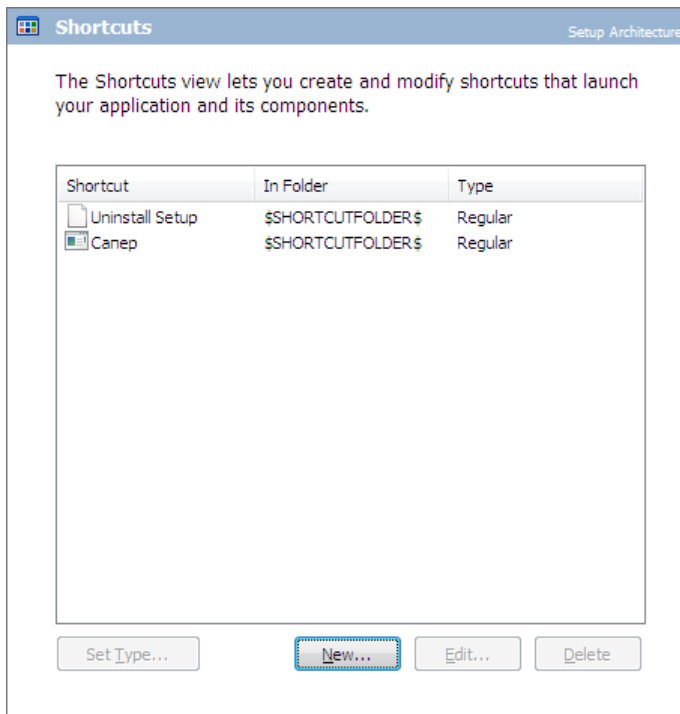 Shortcuts
Setup Architecture
The Shortcuts view lets you create and modify shortcuts that launch
your application and its components.
Shortcut In Folder Type
Uninstall Setup $SHORTCUTFOLDER$ Regular
Сапер $SHORTCUTFOLDER$ Regular
Set Type... New... Edit... Delete